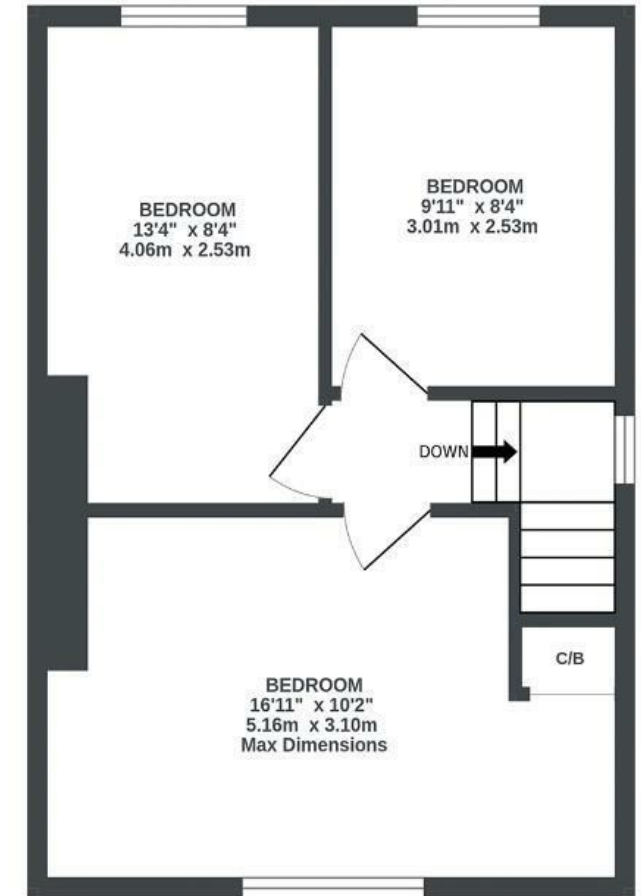 BEDROOM
13'4" x 8'4"
4.06m x 2.53m
BEDROOM
9'11" x 8'4"
3.01m x 2.53m
DOWN
C/B
BEDROOM
16'11" x 10'2"
5.16m x 3.10m
Max Dimensions